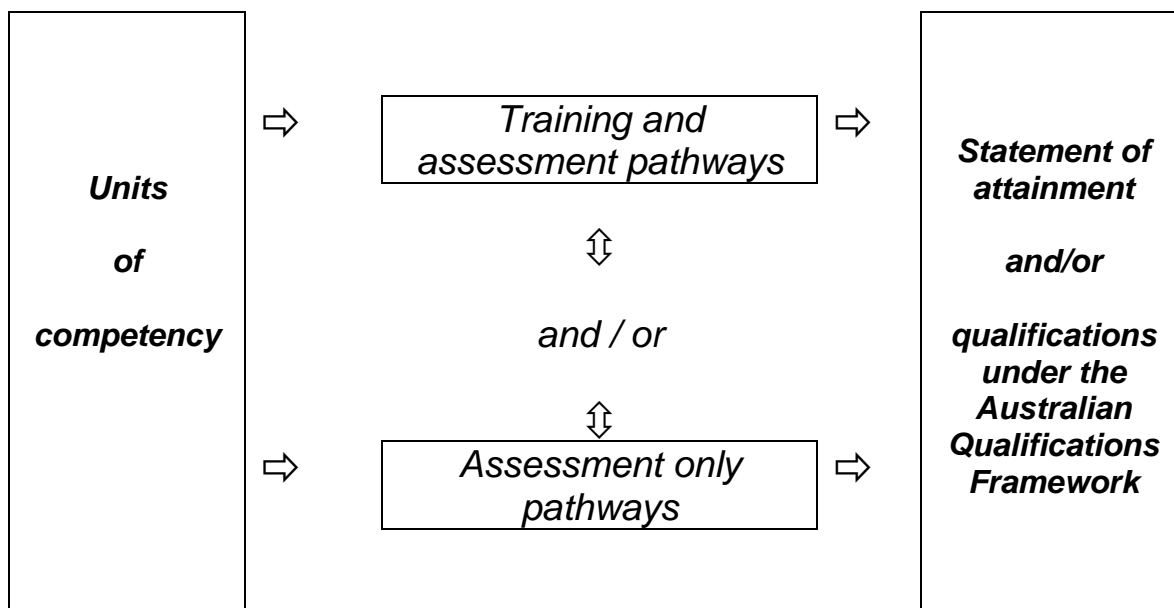 Units
of
competency
Training and
assessment pathways
and / or
Assessment only
pathways
Statement of
attainment
and/or
qualifications
under the
Australian
Qualifications
Framework